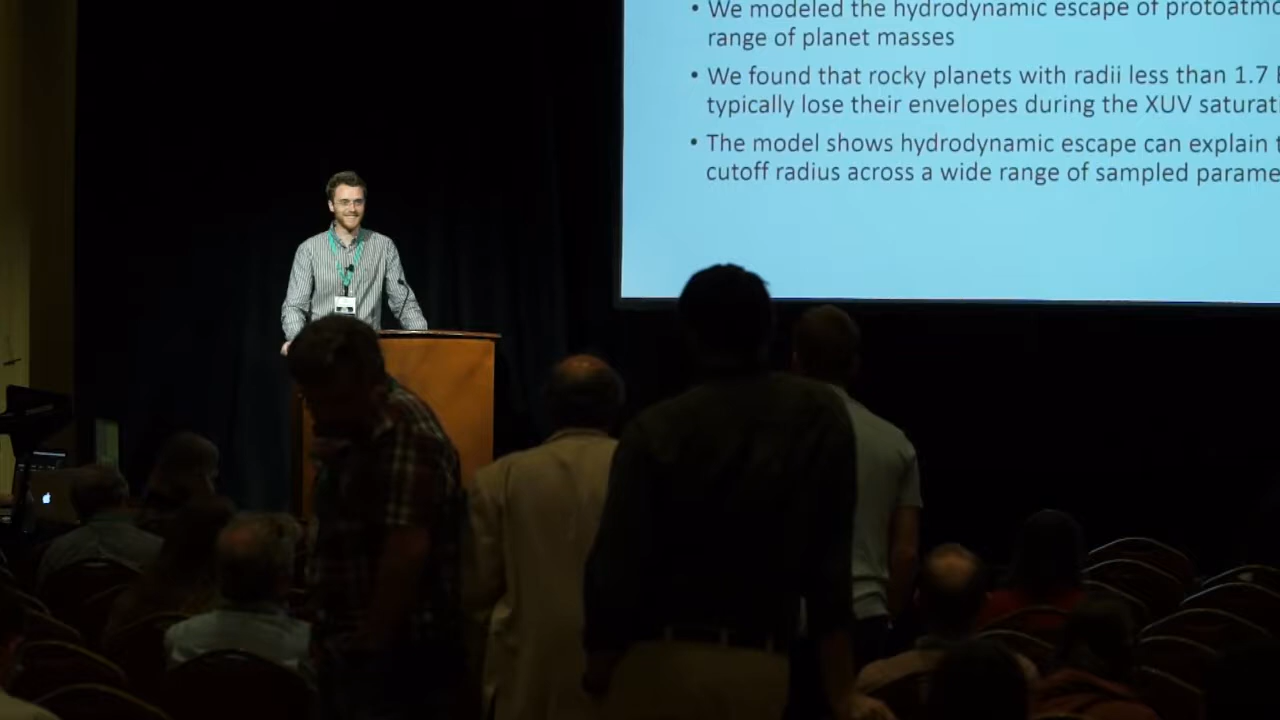 • We modeled the hydrodynamic escape of protoatmo
range of planet masses
• We found that rocky planets with radii less than 1.7
typically lose their envelopes during the XUV saturati
• The model shows hydrodynamic escape can explain t
cutoff radius across a wide range of sampled parame